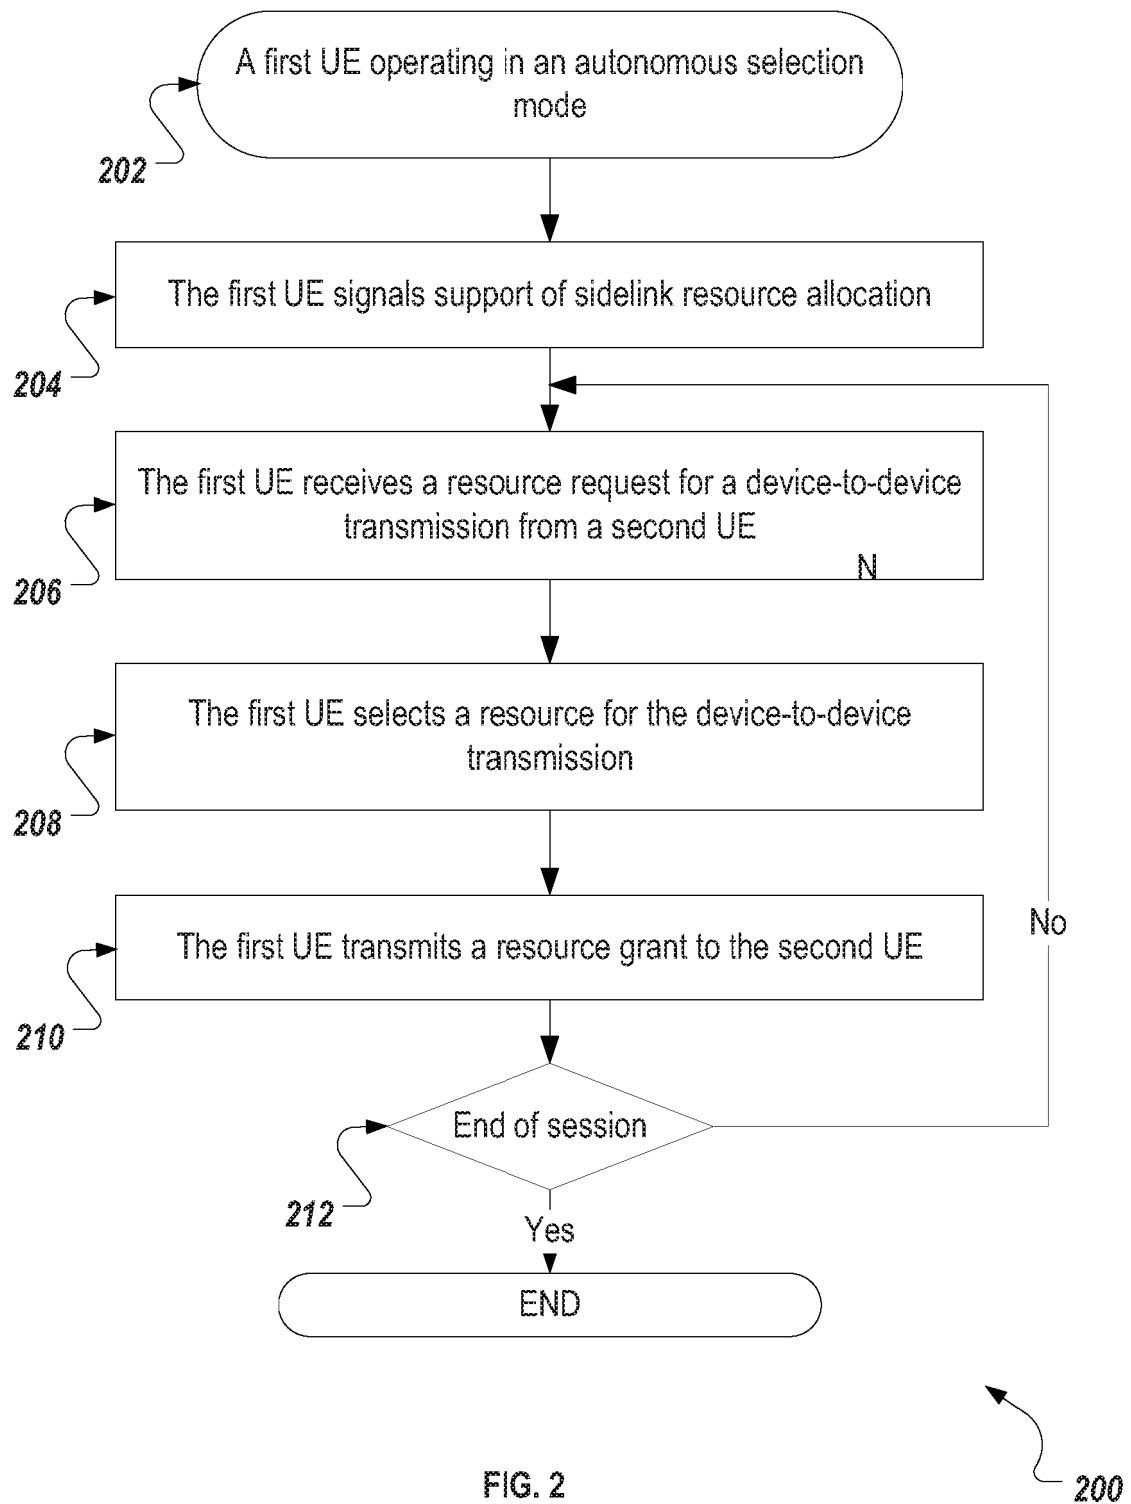 A first UE operating in an autonomous selection
mode
202
The first UE signals support of sidelink resource allocation
204
The first UE receives a resource request for a device-to-device
transmission from a second UE
N
206
The first UE selects a resource for the device-to-device
transmission
208
The first UE transmits a resource grant to the second UE
No
210
End of session
212
Yes
END
FIG. 2
200